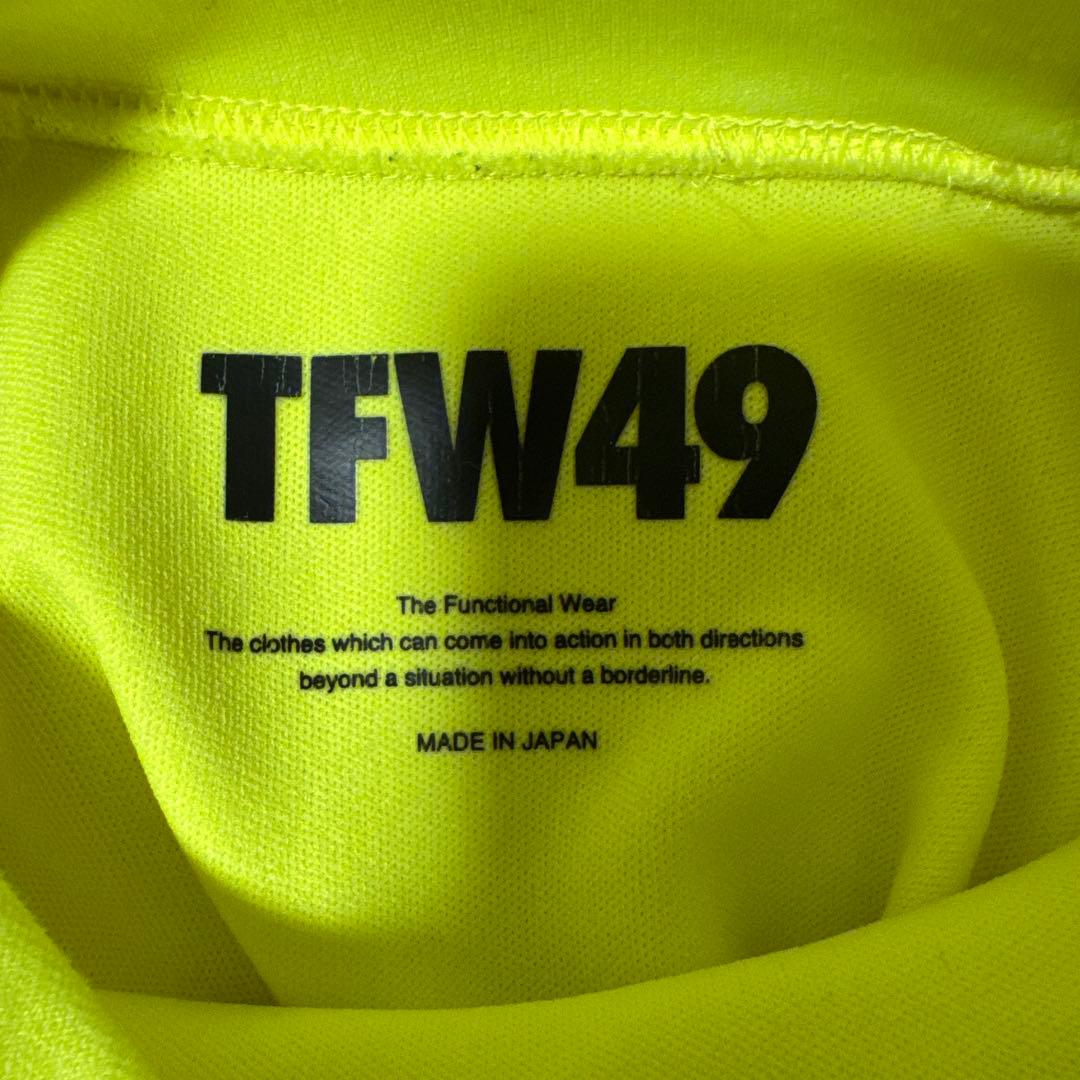 TFW49
The Functional Wear
The clothes which can come into action in both directions
beyond a situation without a borderline.
MADE IN JAPAN